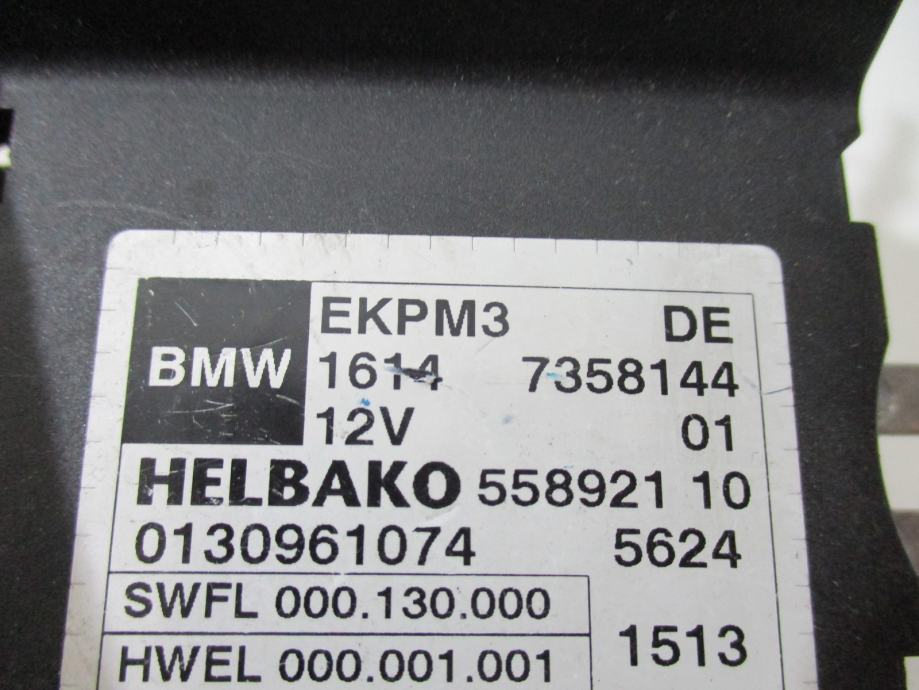 EKPM3 DE
BMW 1614 7358144
12V 01
HELBAKO 558921 10
0130961074 5624
SWFL 000.130.000
1513
HWEL 000.001.001